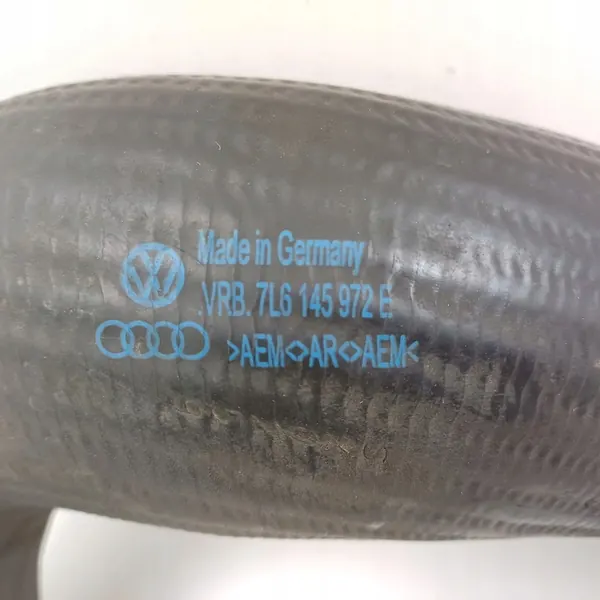 Made in Germany
.VRB. 7L6 145 972 E
>AEM<>AR<>AEM<